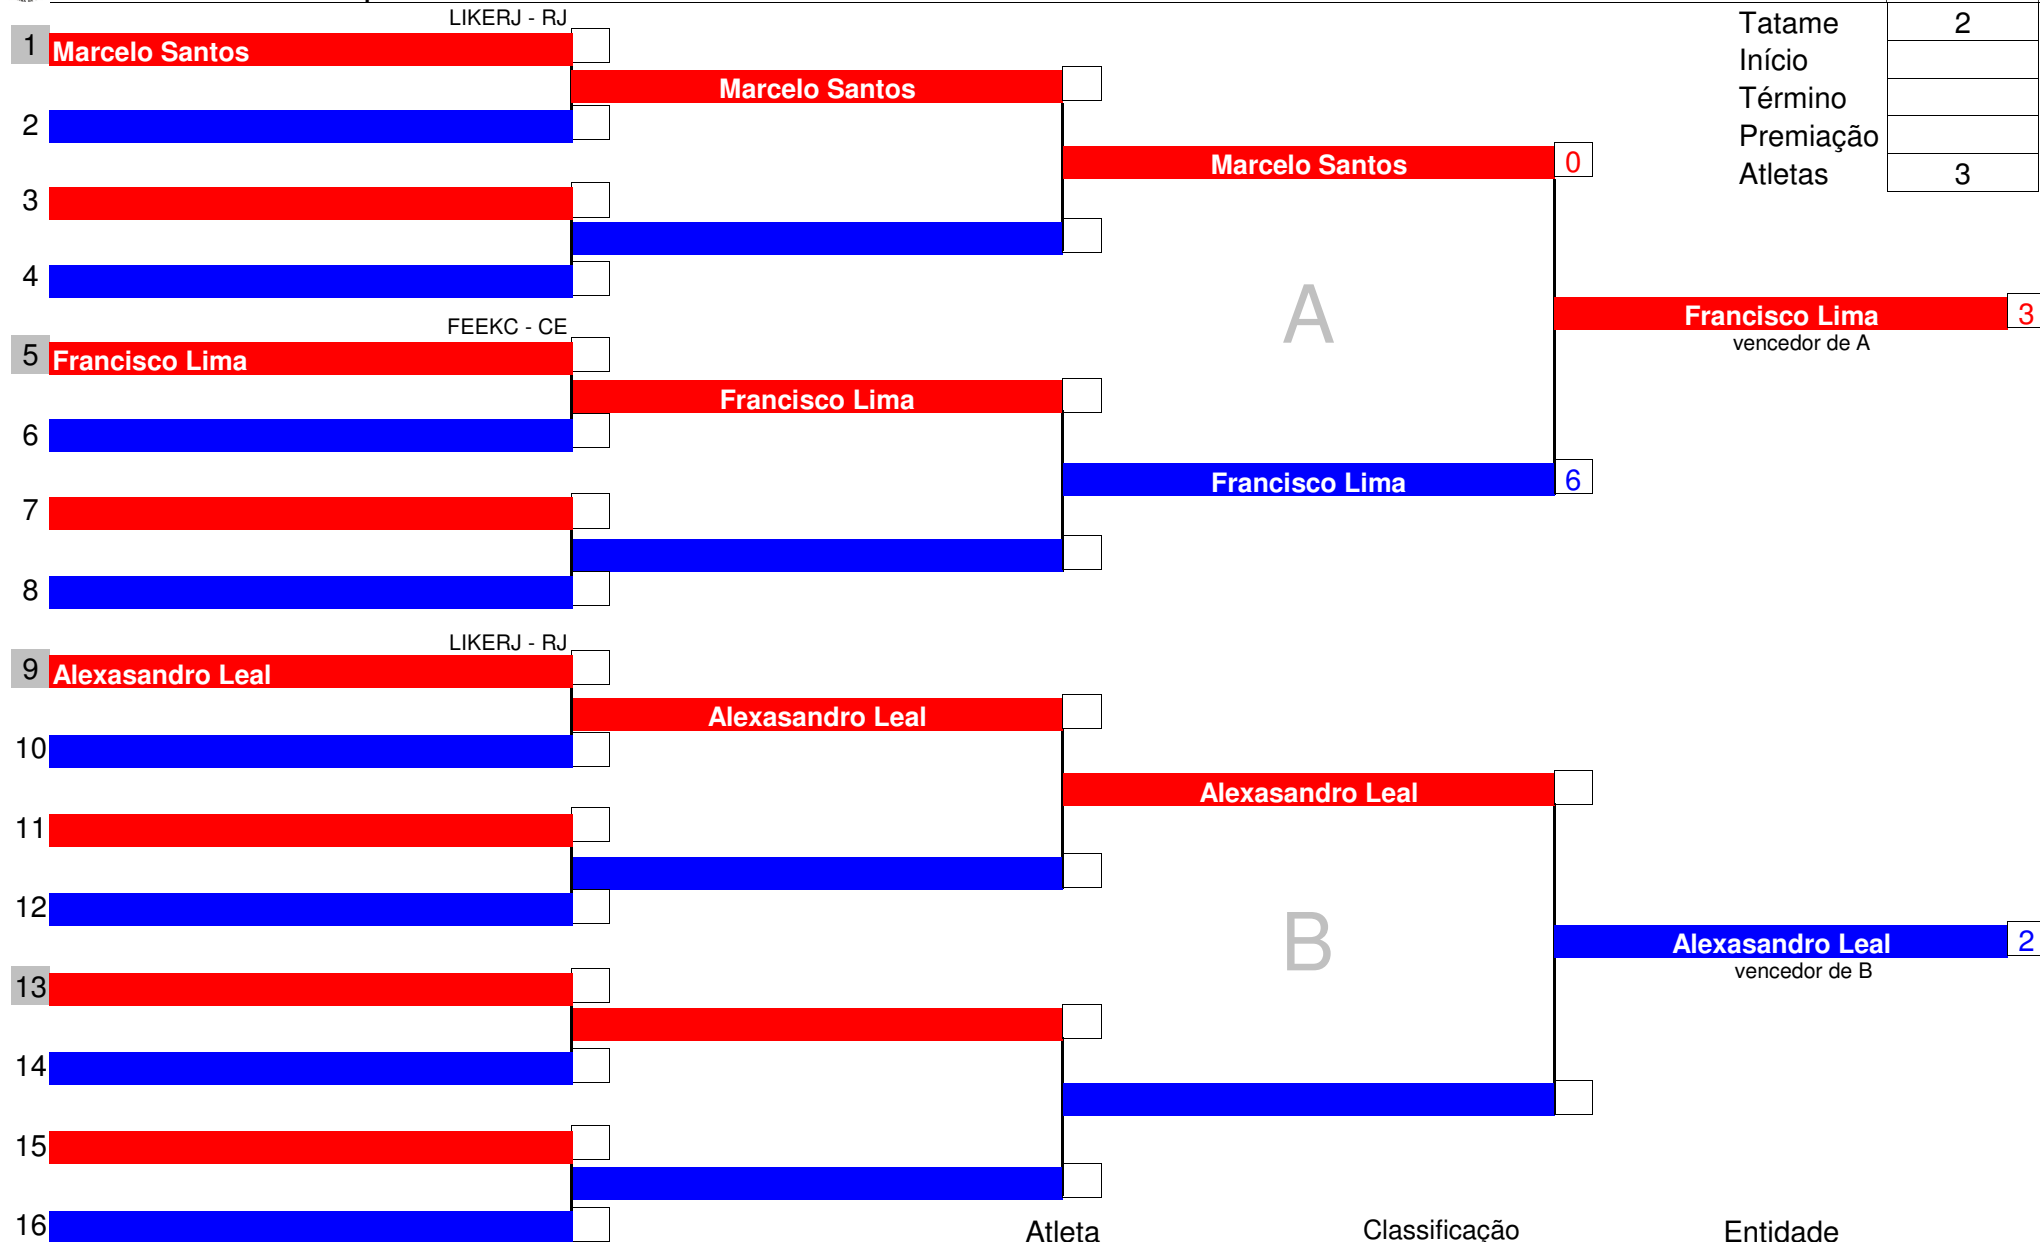 LIKERJ - RJ
Tatame 2
1 Marcelo Santos
Início
Marcelo Santos
Término
2
Premiação
Marcelo Santos 0
Atletas 3
3
4
A
Francisco Lima 3
vencedor de A
FEEKC - CE
5 Francisco Lima
Francisco Lima
6
Francisco Lima 6
7
8
LIKERJ - RJ
9 Alexasandro Leal
Alexasandro Leal
10
Alexasandro Leal
11
12
B
Alexasandro Leal 2
vencedor de B
13
14
15
16
Atleta Classificação Entidade